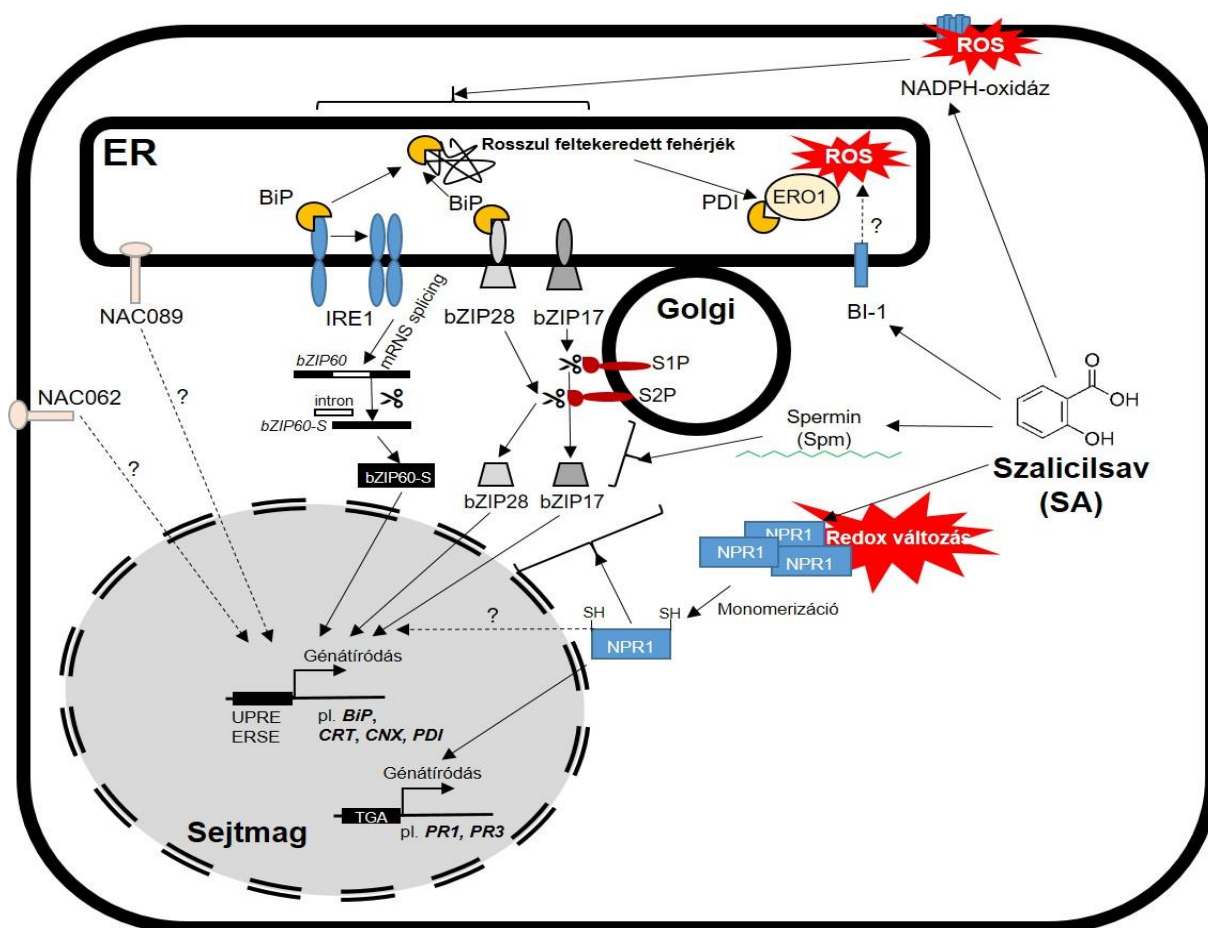 ROS
NADPH-oxidáz
ER
Rosszul feltekeredett fehérjék
ROS
BiP
BiP
PDI
ERO1
?
NAC089
IRE1
mRNS splicing
bZIP28
bZIP17
Golgi
BI-1
bZIP60
S1P
S2P
NAC062
?
intron
bZIP60-S
O
OH
OH
Spermin
(Spm)
Szalicilsav
(SA)
?
bZIP60-S
bZIP28
bZIP17
NPR1
NPR1
NPR1
Redox változás
Monomerizáció
SH
SH
?
NPR1
Génátíródás
UPRE
ERSE
pl. BiP,
CRT, CNX, PDI
Génátíródás
TGA
pl. PR1, PR3
Sejtmag